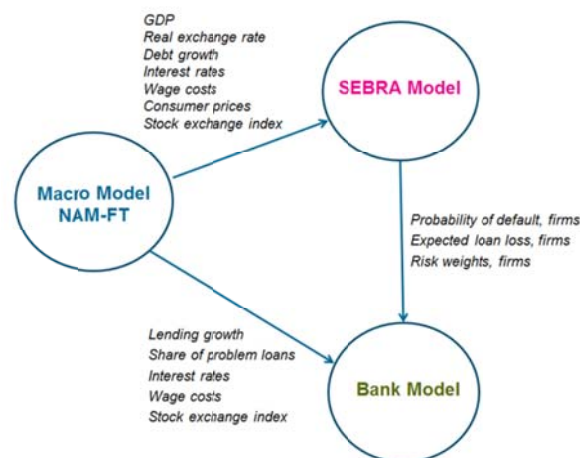 GDP
Real exchange rate
Debt growth
Interest rates
Wage costs
Consumer prices
Stock exchange index
SEBRA Model
Macro Model
NAM-FT
Probability of default, firms
Expected loan loss, firms
Risk weights, firms
Lending growth
Share of problem loans
Interest rates
Wage costs
Stock exchange index
Bank Model